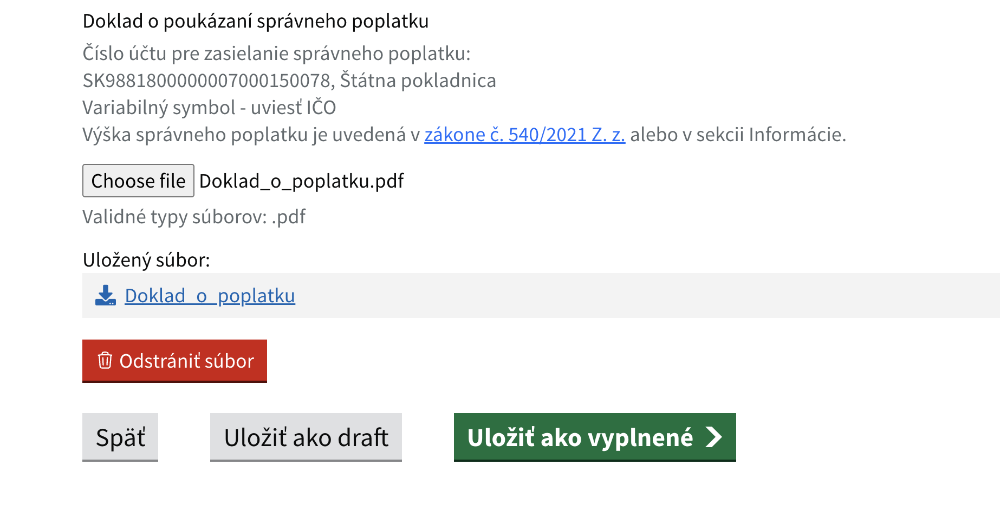 Doklad o poukázaní správneho poplatku
Číslo účtu pre zasielanie správneho poplatku:
SK9881800000007000150078, Štátna pokladnica
Variabilný symbol - uviesť IČO
Výška správneho poplatku je uvedená v zákone č. 540/2021 Z. z. alebo v sekcii Informácie.
Choose file Doklad_o_poplatku.pdf
Validné typy súborov: .pdf
Uložený súbor:
Doklad_o_poplatku
Odstrániť súbor
Späť Uložiť ako draft Uložiť ako vyplnené